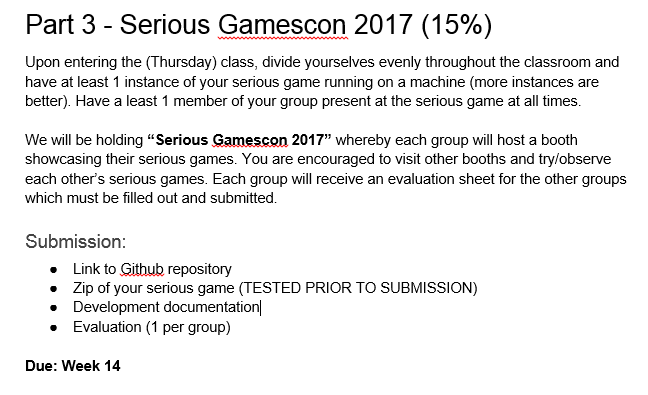 Part 3 - Serious Gamescon 2017 (15%)
Upon entering the (Thursday) class, divide yourselves evenly throughout the classroom and
have at least 1 instance of your serious game running on a machine (more instances are
better). Have a least 1 member of your group present at the serious game at all times.
We will be holding “Serious Gamescon 2017” whereby each group will host a booth
showcasing their serious games. You are encouraged to visit other booths and try/observe
each other’s serious games. Each group will receive an evaluation sheet for the other groups
which must be filled out and submitted.
Submission:
● Link to Github repository
● Zip of your serious game (TESTED PRIOR TO SUBMISSION)
● Development documentation
● Evaluation (1 per group)
Due: Week 14